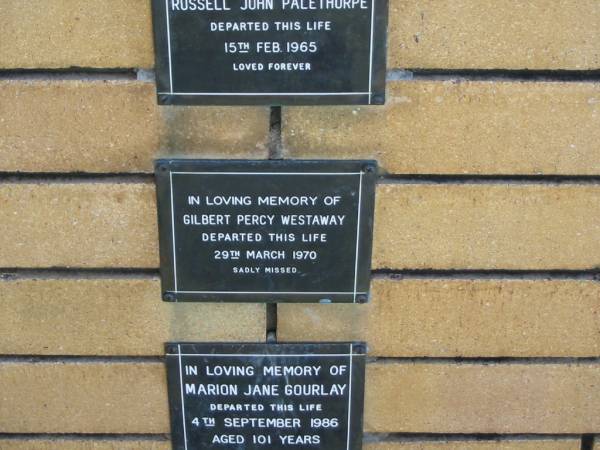 RUSSELL JOHN PALETHORPE
DEPARTED THIS LIFE
15TH FEB. 1965
LOVED FOREVER
IN LOVING MEMORY OF
GILBERT PERCY WESTAWAY
DEPARTED THIS LIFE
29TH MARCH 1970
SADLY MISSED.
IN LOVING MEMORY OF
MARION JANE GOURLAY
DEPARTED THIS LIFE
4TH SEPTEMBER 1986
AGED 101 YEARS